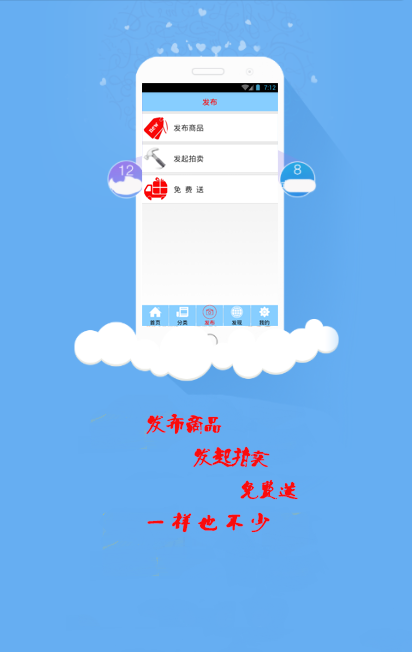 7:12
发布
NEW
发布商品
发起拍卖
免 费 送
12
8
首页
分类
发布
发现
我的
发布商品
发起拍卖
免费送
一样也不少